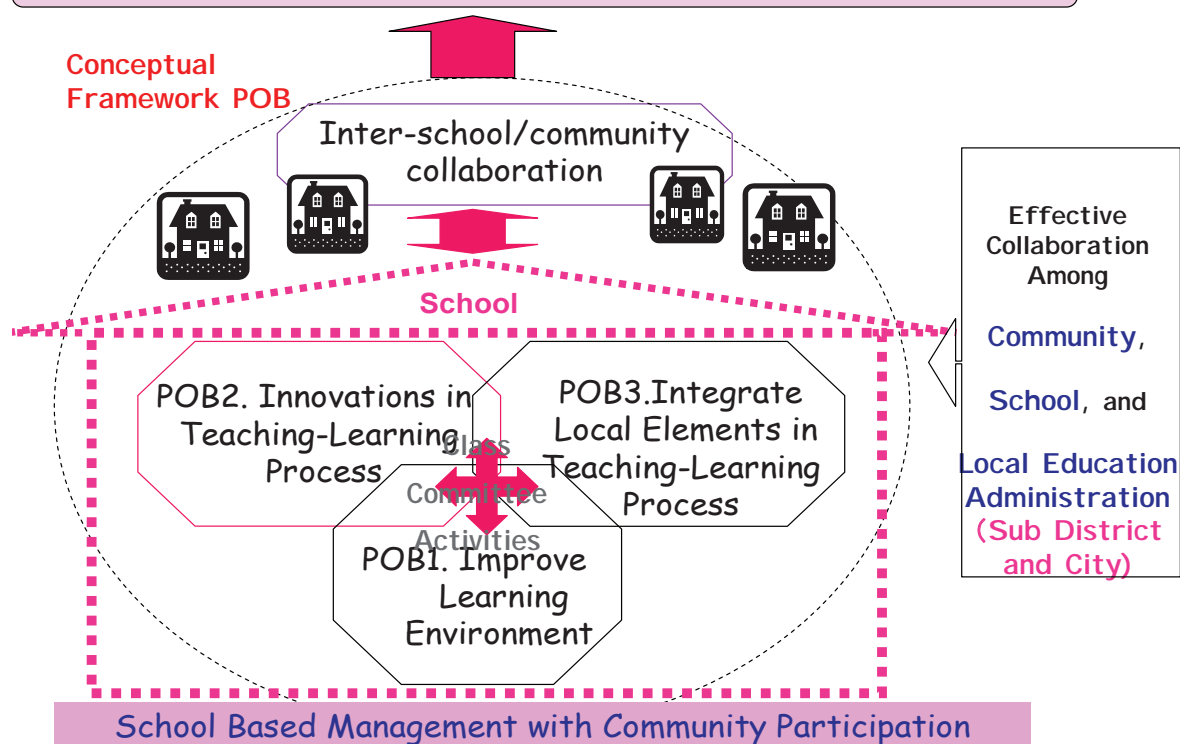 Conceptual
Framework POB
Inter-school/community
collaboration
School
POB2. Innovations in
Teaching-Learning
Process
POB3.Integrate
Local Elements in
Teaching-Learning
Process
Class
Committee
Activities
POB1. Improve
Learning
Environment
Effective
Collaboration
Among
Community,
School, and
Local Education
Administration
(Sub District
and City)
School Based Management with Community Participation